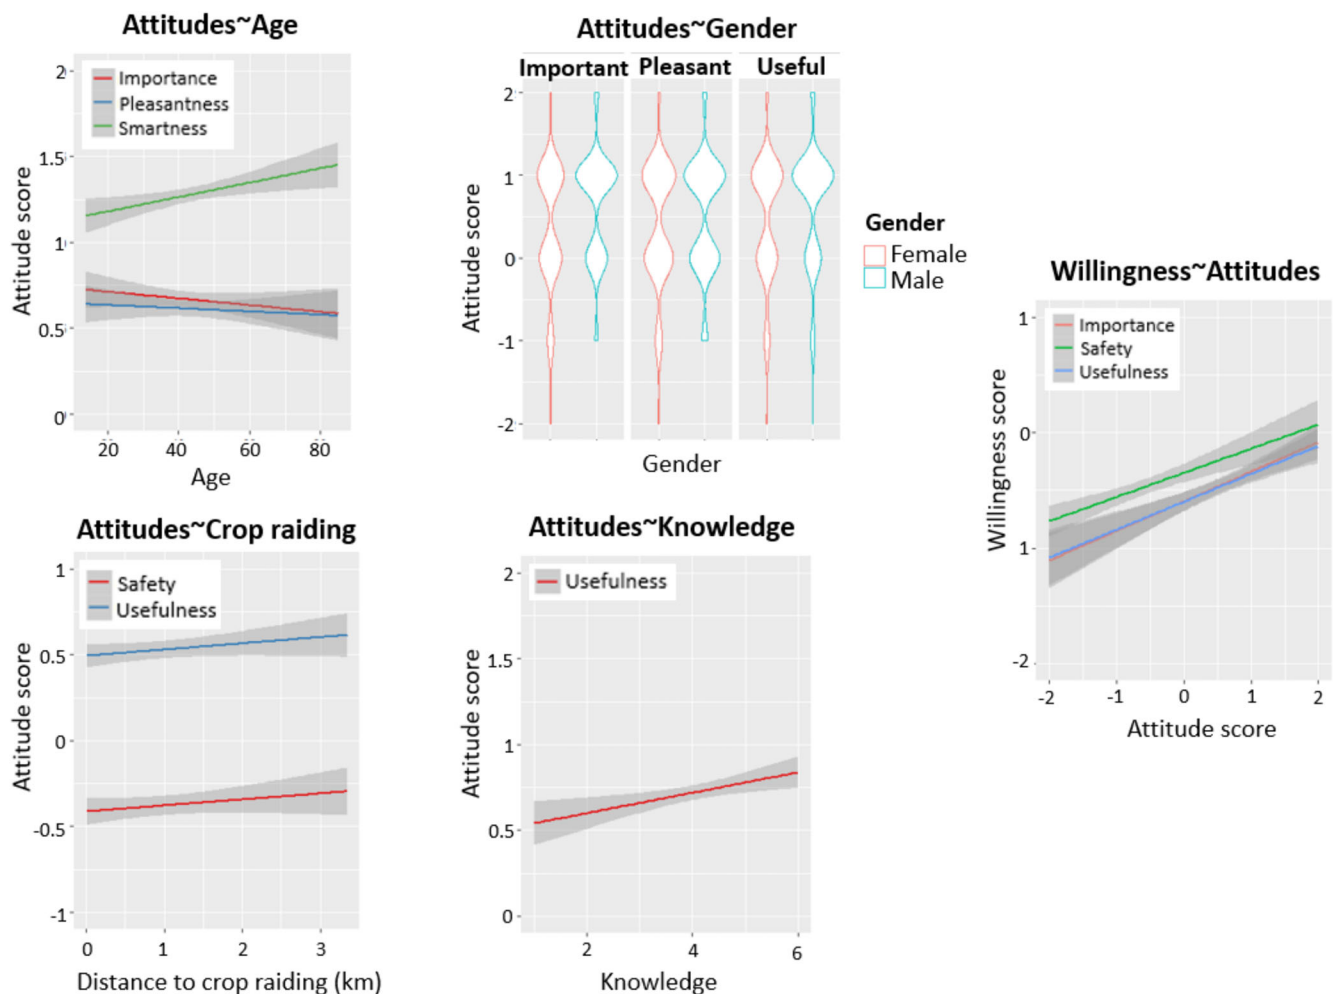 Attitudes~Age
2
1.5
1
0.5
0
Importance
Pleasantness
Smartness
Attitude score
20 40 60 80
Age
Attitudes~Gender
Important Pleasant Useful
2
1
0
-1
-2
Attitude score
Gender
Gender
Female
Male
Attitudes~Crop raiding
1
0.5
0
-0.5
-1
Safety
Usefulness
Attitude score
0 1 2 3
Distance to crop raiding (km)
Attitudes~Knowledge
2
1.5
1
0.5
0
Usefulness
Attitude score
2 4 6
Knowledge
Willingness~Attitudes
1
0
1
-2
Importance
Safety
Usefulness
Willingness score
-2 -1 0 1 2
Attitude score